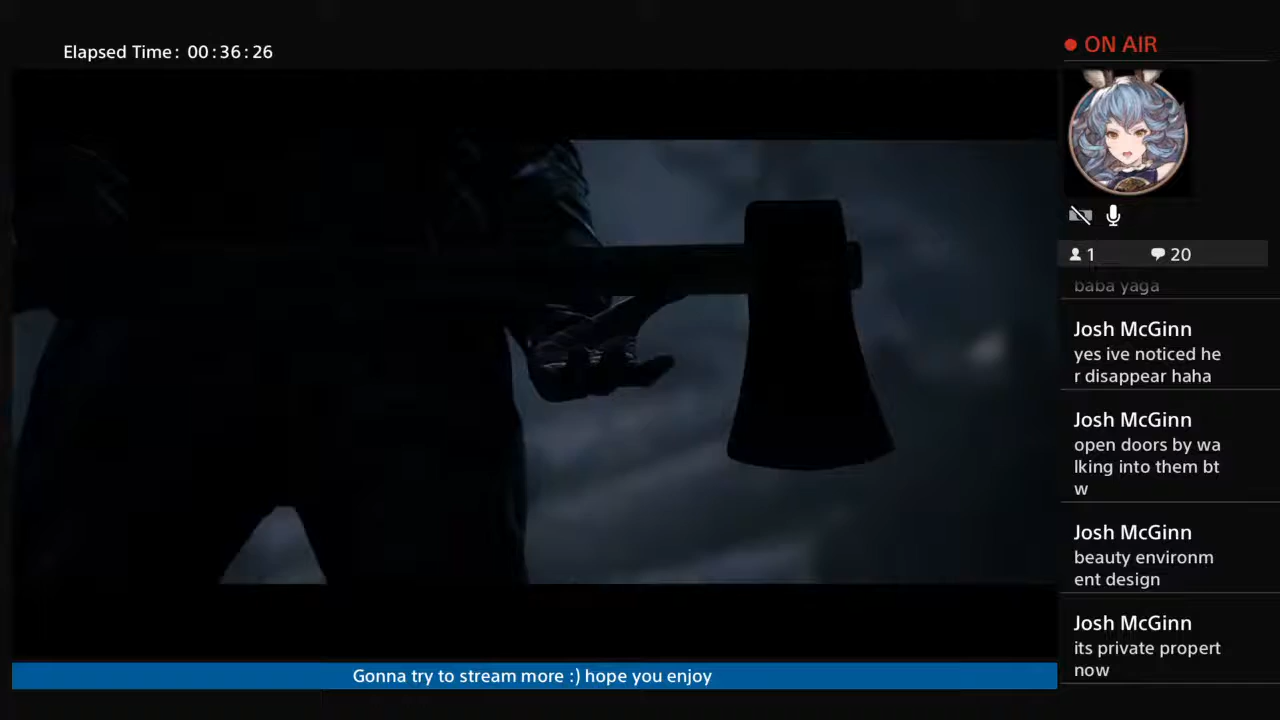 Elapsed Time: 00:36:26
ON AIR
1 20
baba yaga
Josh McGinn
yes ive noticed he
r disappear haha
Josh McGinn
open doors by wa
lking into them bt
w
Josh McGinn
beauty environm
ent design
Josh McGinn
its private propert
now
Gonna try to stream more :) hope you enjoy